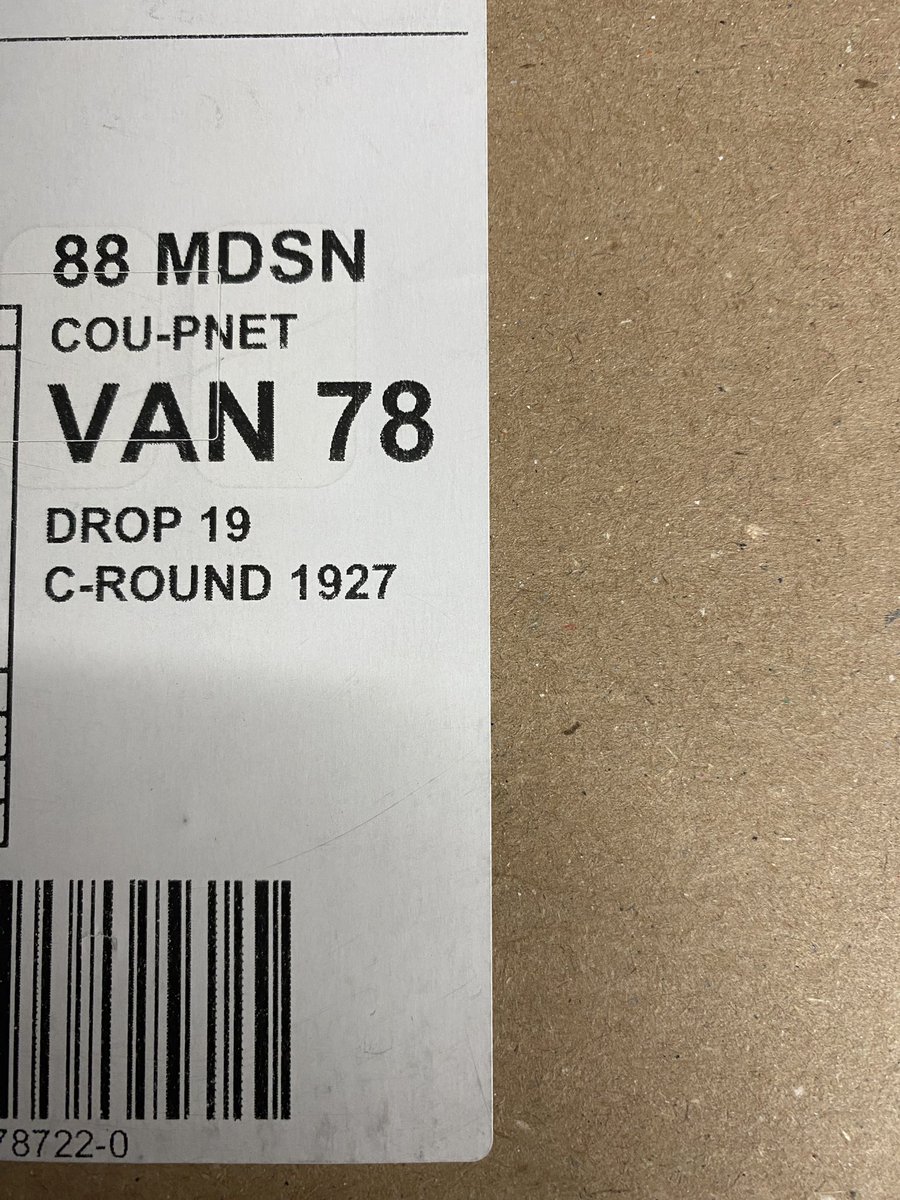 88 MDSN
COU-PNET
VAN 78
DROP 19
C-ROUND 1927
78722-0